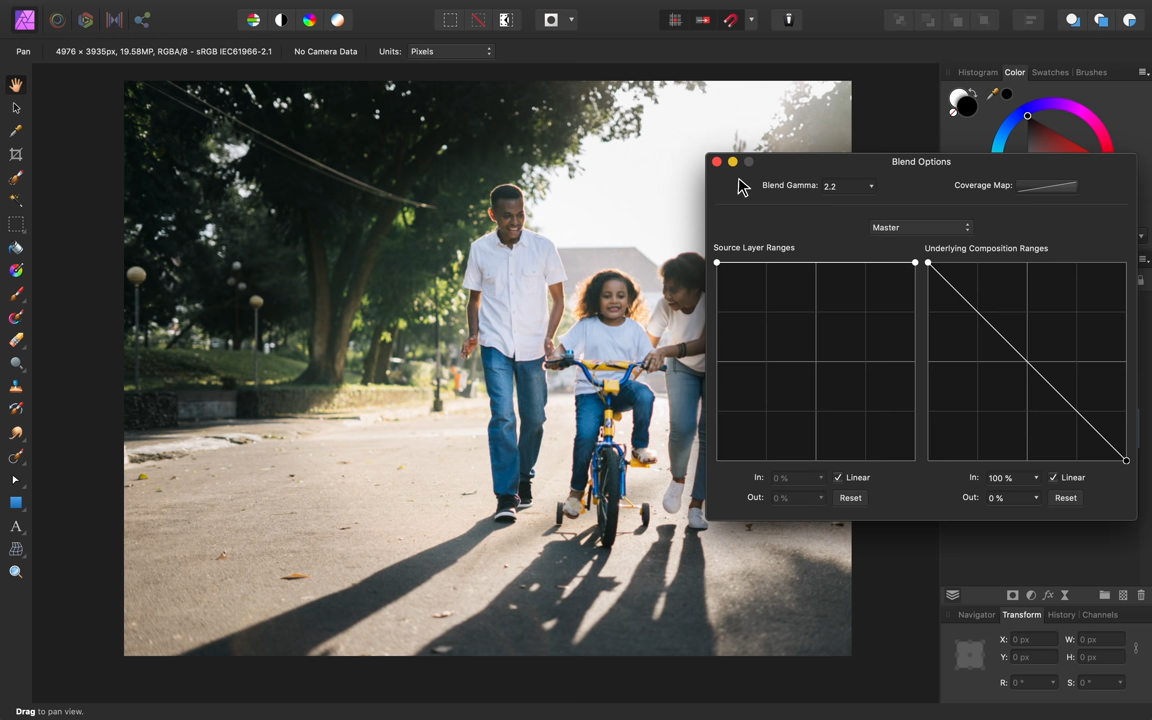 Pan
4976 × 3935px, 19.58MP, RGBA/8 - sRGB IEC61966-2.1
No Camera Data
Units: Pixels
Histogram Color Swatches Brushes
Blend Options
Blend Gamma: 2.2
Coverage Map:
Master
Source Layer Ranges
Underlying Composition Ranges
In: 0 % Linear
In: 100 % Linear
Out: 0 % Reset
Out: 0 % Reset
fx
Navigator Transform History Channels
X: 0 px W: 0 px
Y: 0 px H: 0 px
R: 0 ° S: 0 °
A
Drag to pan view.